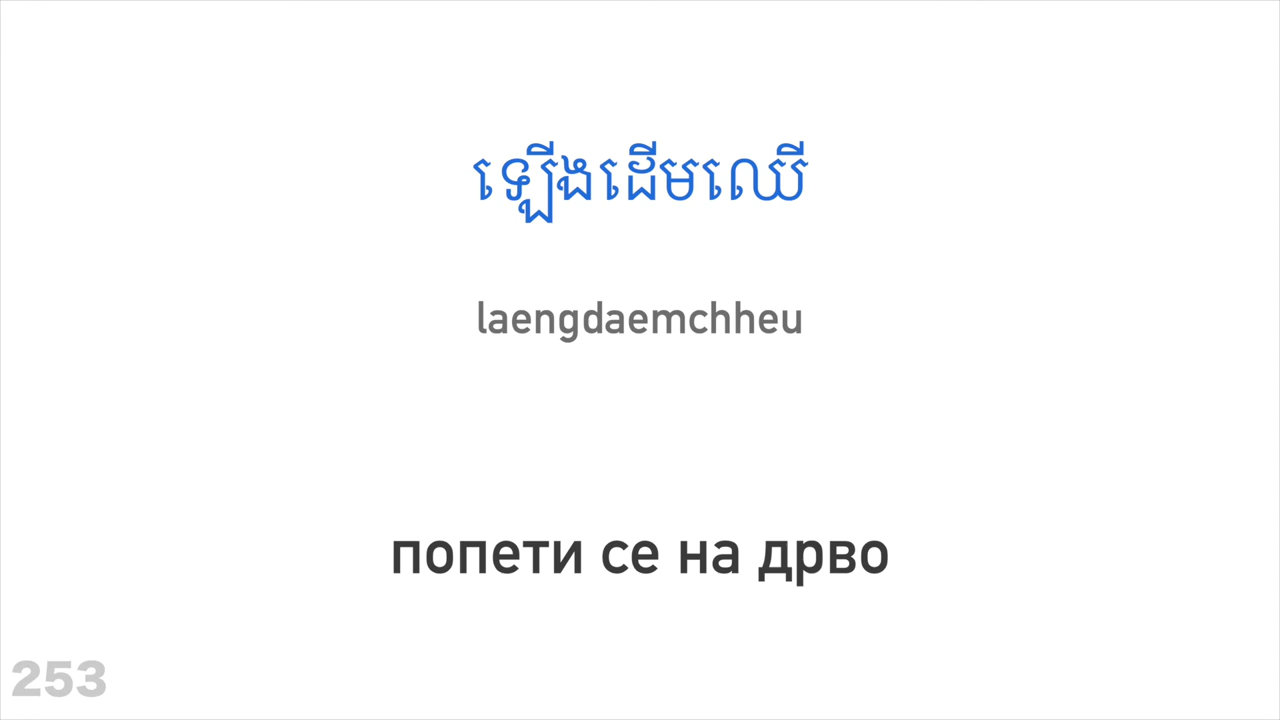 ឡើងដើមឈើ
laengdaemchheu
попети се на дрво
253